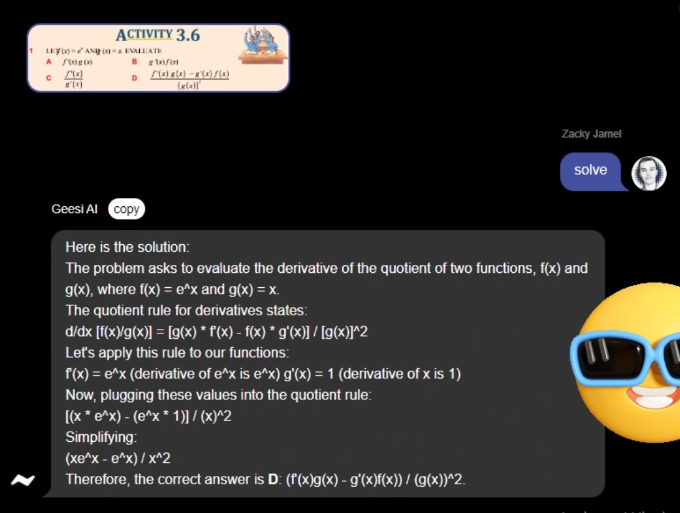 ACTIVITY 3.6
1 LET f(x) = eˣ AND g(x) = x EVALUATE
A f'(x) g (x) B g '(x) f (x)
C f'(x) / g'(x) D f'(x) g(x) − g'(x) f(x) / (g(x))²
Zacky Jamel
solve
Geesi AI copy
Here is the solution:
The problem asks to evaluate the derivative of the quotient of two functions, f(x) and
g(x), where f(x) = e^x and g(x) = x.
The quotient rule for derivatives states:
d/dx [f(x)/g(x)] = [g(x) * f'(x) - f(x) * g'(x)] / [g(x)]^2
Let's apply this rule to our functions:
f'(x) = e^x (derivative of e^x is e^x) g'(x) = 1 (derivative of x is 1)
Now, plugging these values into the quotient rule:
[(x * e^x) - (e^x * 1)] / (x)^2
Simplifying:
(xe^x - e^x) / x^2
Therefore, the correct answer is D: (f'(x)g(x) - g'(x)f(x)) / (g(x))^2.